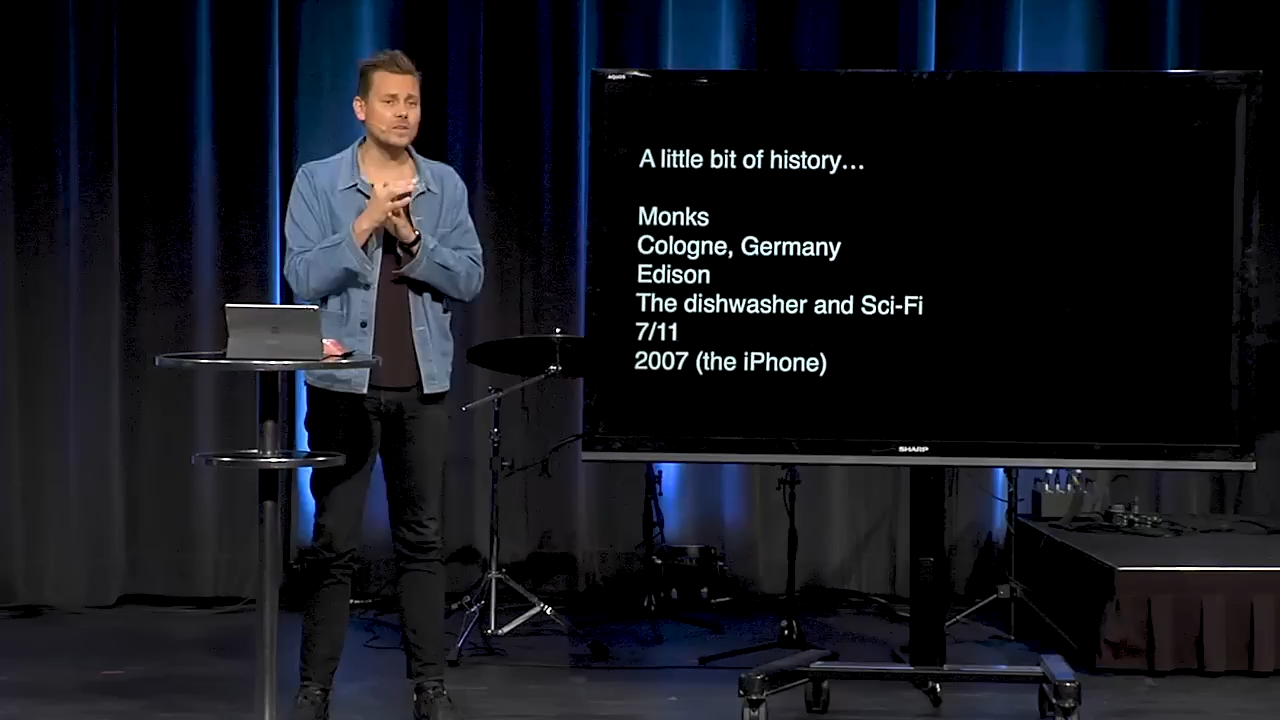 AQUOS
A little bit of history…
Monks
Cologne, Germany
Edison
The dishwasher and Sci-Fi
7/11
2007 (the iPhone)
SHARP